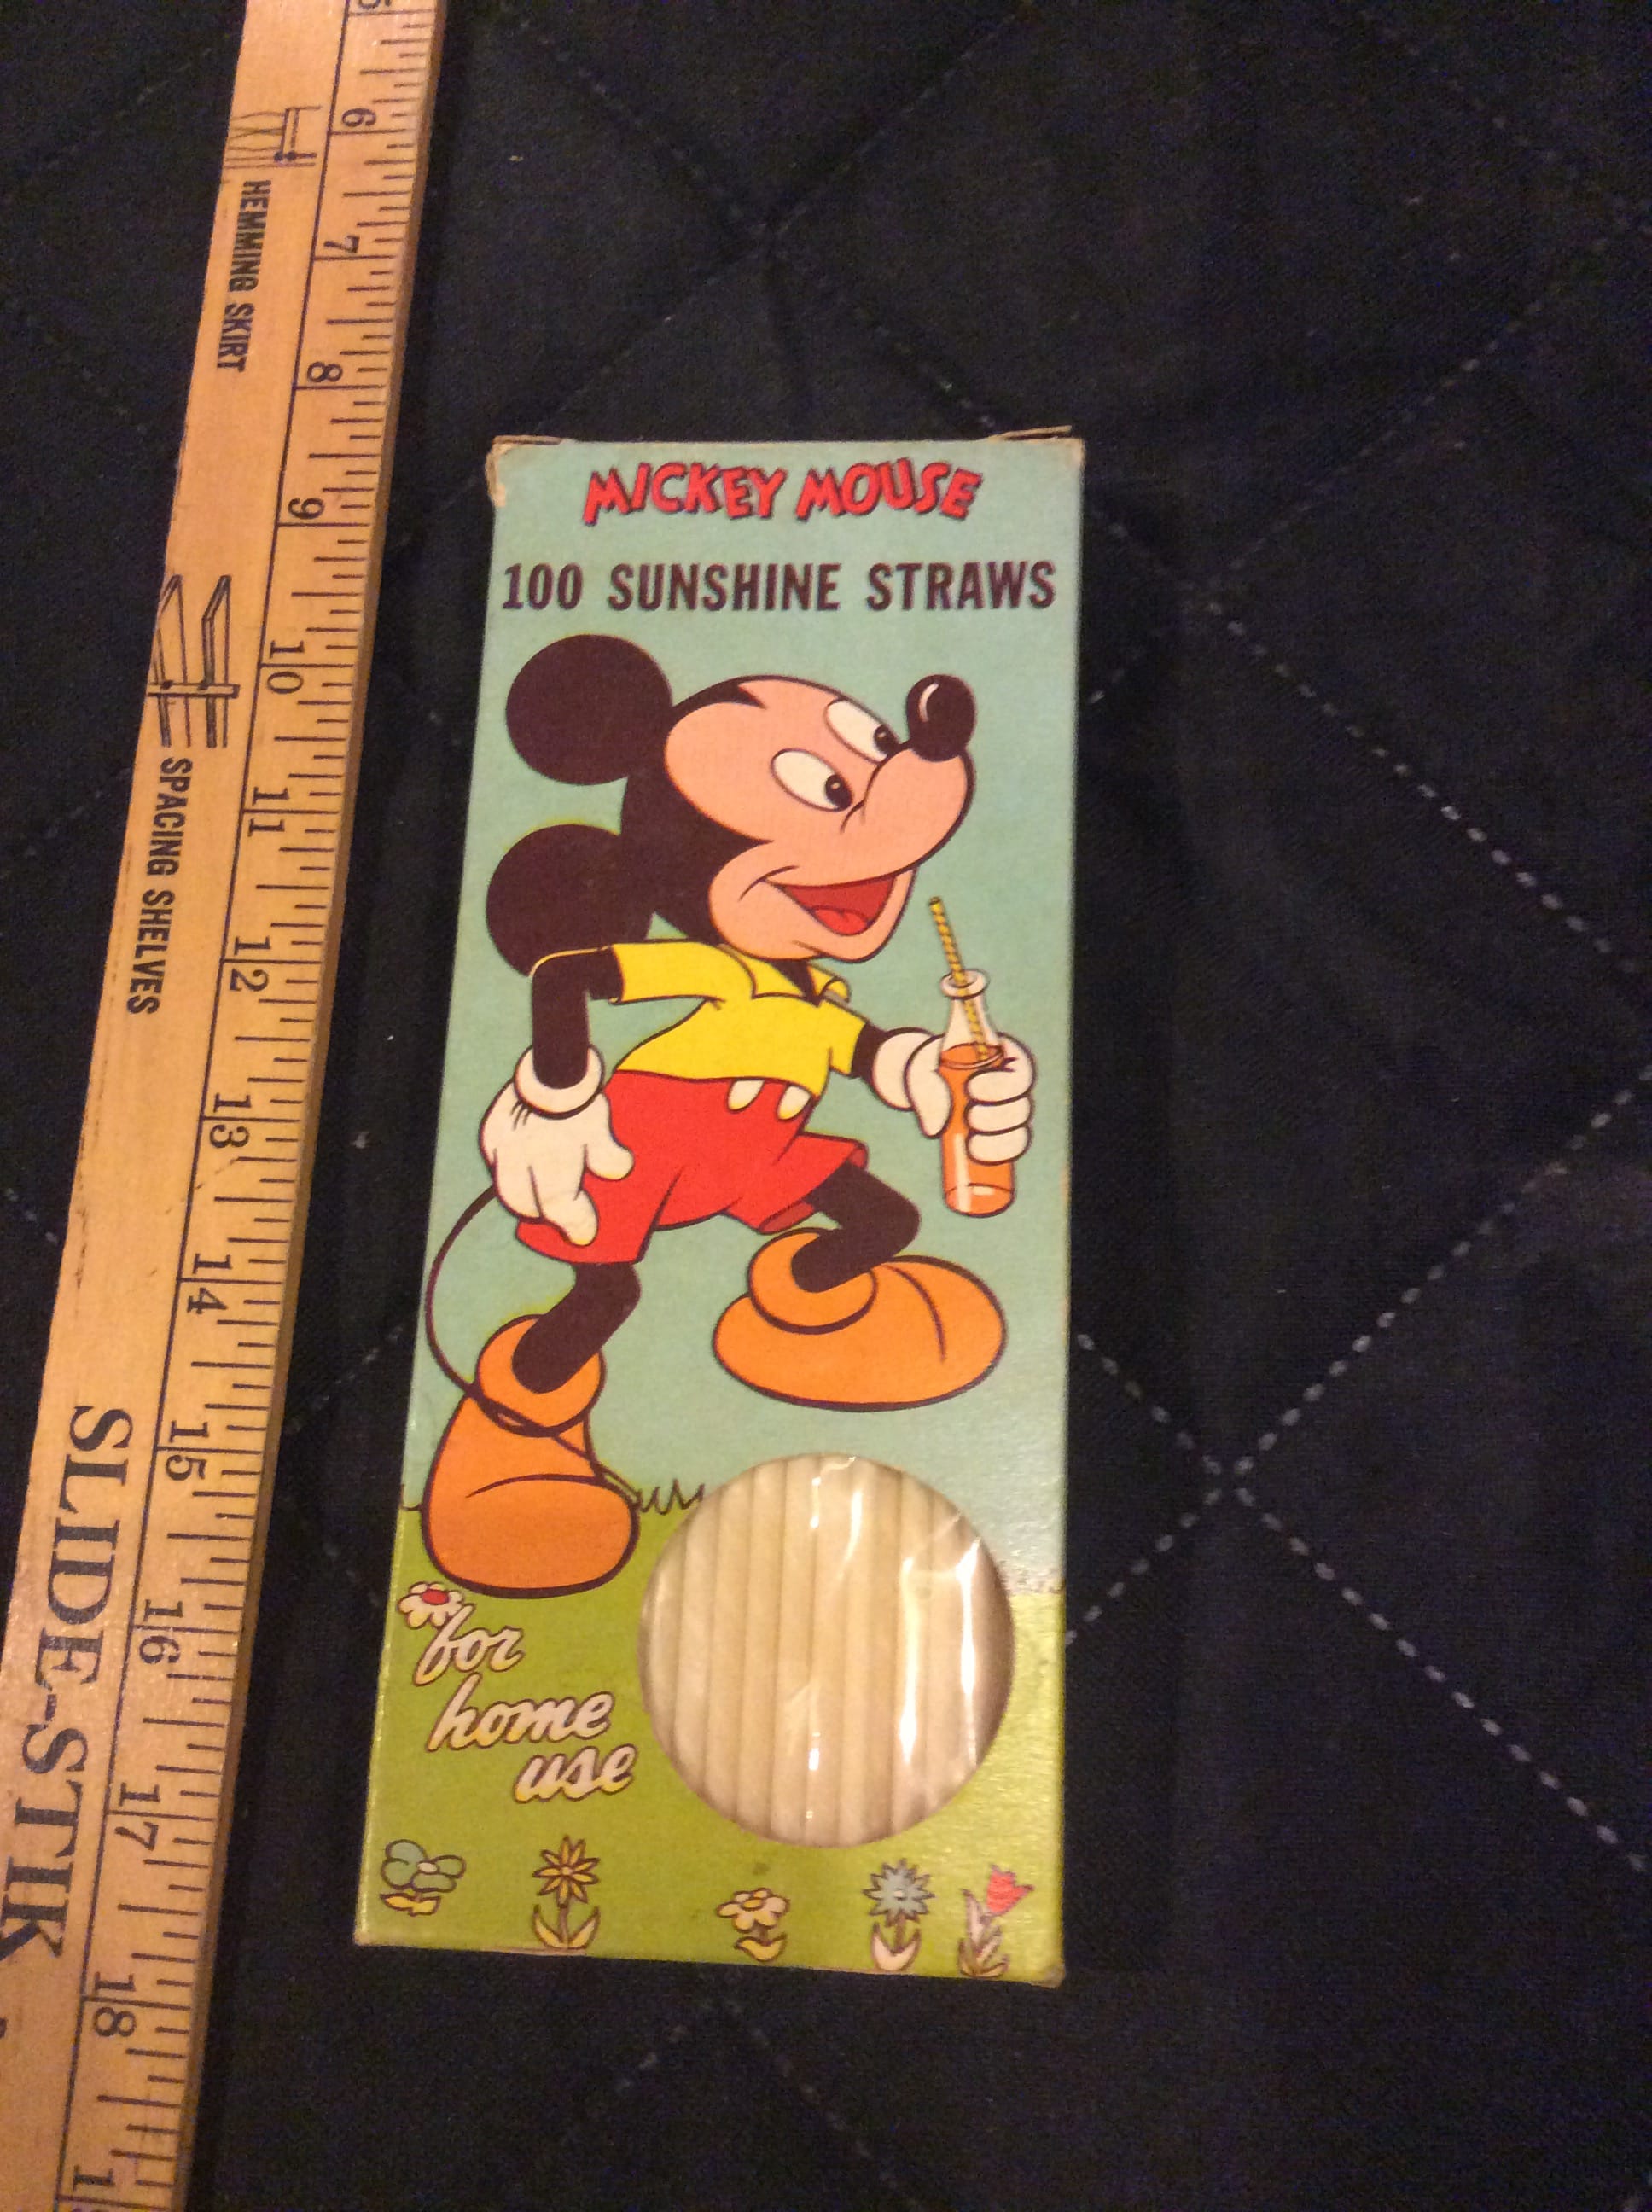 MICKEY MOUSE
100 SUNSHINE STRAWS
for
home
use
6
7
8
9
10
11
12
13
14
15
16
17
18
HEMMING SKIRT
SPACING SHELVES
SLIDE-STIK